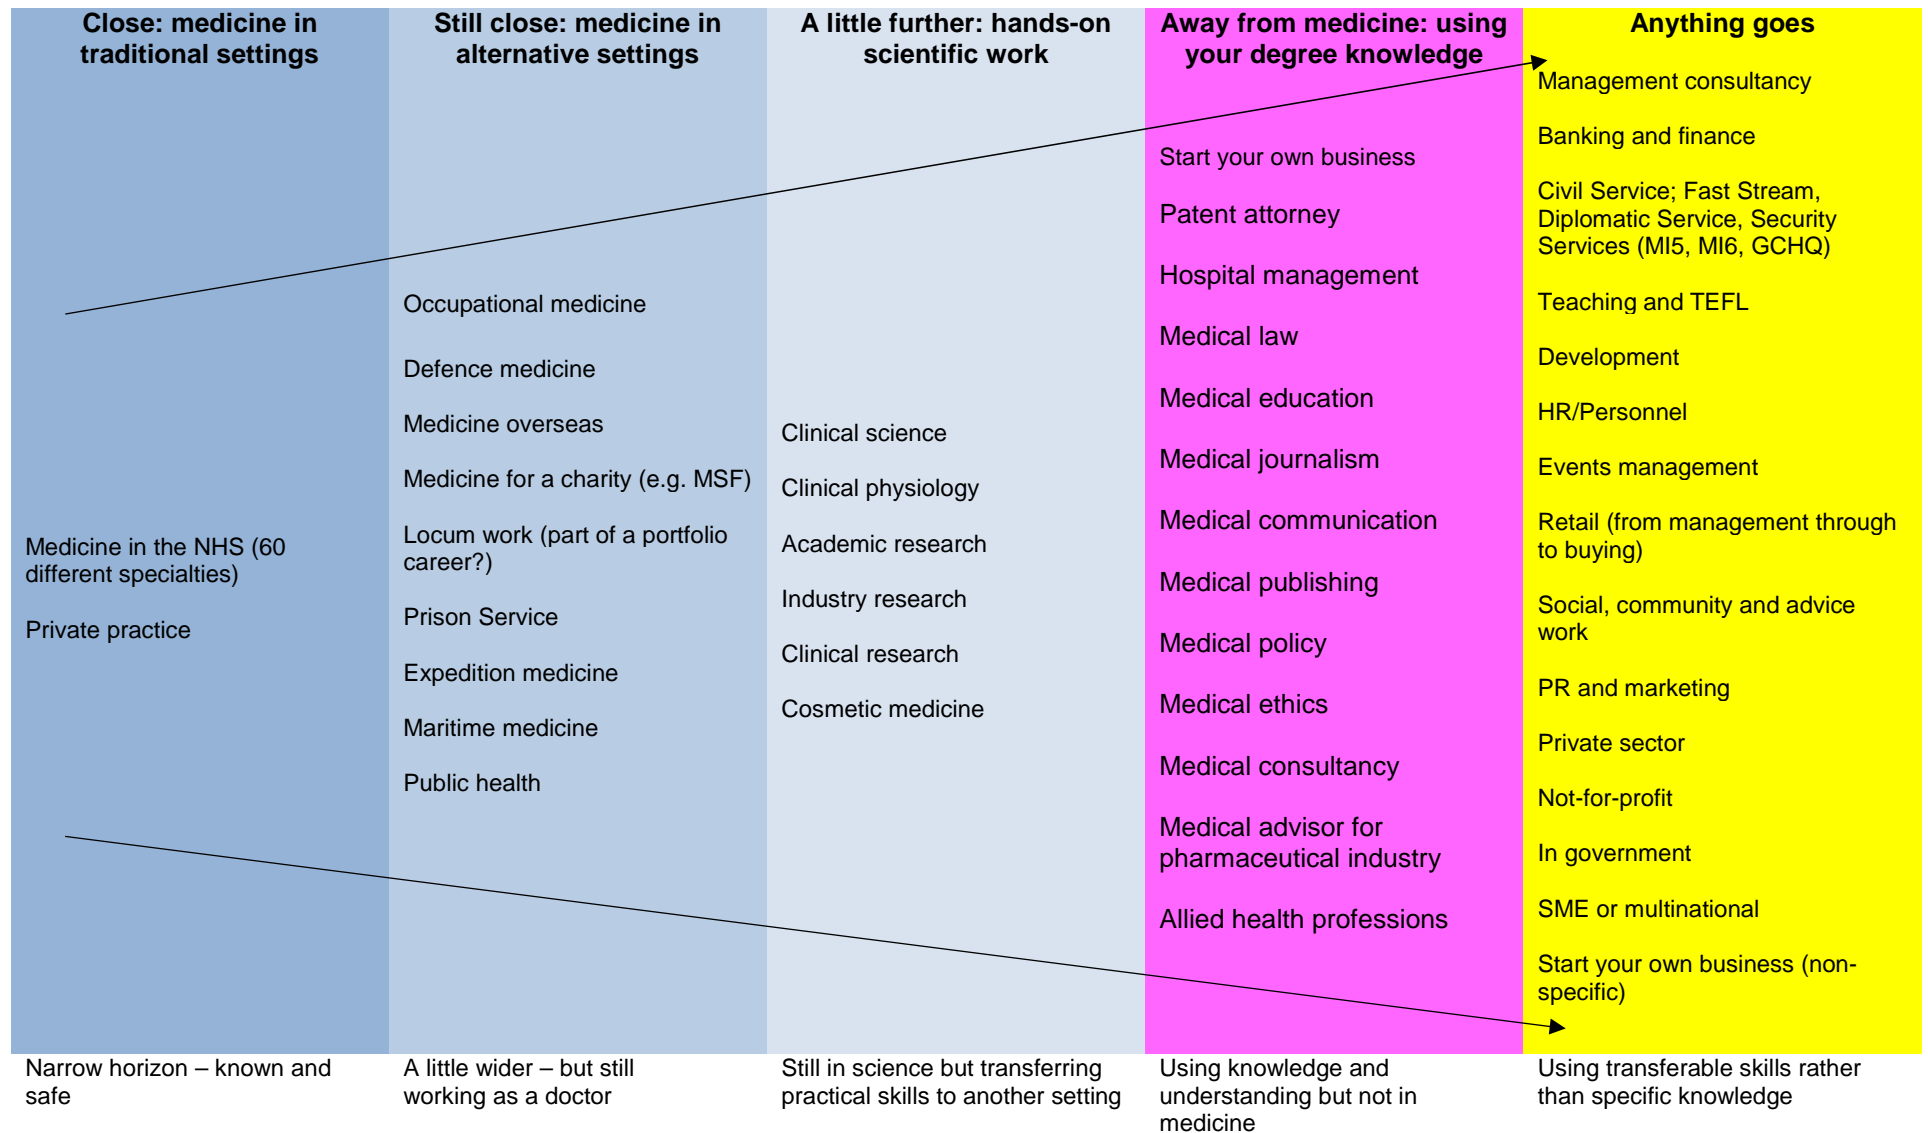 Close: medicine in
traditional settings
Medicine in the NHS (60
different specialties)
Private practice
Narrow horizon – known and
safe
Still close: medicine in
alternative settings
Occupational medicine
Defence medicine
Medicine overseas
Medicine for a charity (e.g. MSF)
Locum work (part of a portfolio
career?)
Prison Service
Expedition medicine
Maritime medicine
Public health
A little wider – but still
working as a doctor
A little further: hands-on
scientific work
Clinical science
Clinical physiology
Academic research
Industry research
Clinical research
Cosmetic medicine
Still in science but transferring
practical skills to another setting
Away from medicine: using
your degree knowledge
Start your own business
Patent attorney
Hospital management
Medical law
Medical education
Medical journalism
Medical communication
Medical publishing
Medical policy
Medical ethics
Medical consultancy
Medical advisor for
pharmaceutical industry
Allied health professions
Using knowledge and
understanding but not in
medicine
Anything goes
Management consultancy
Banking and finance
Civil Service; Fast Stream,
Diplomatic Service, Security
Services (MI5, MI6, GCHQ)
Teaching and TEFL
Development
HR/Personnel
Events management
Retail (from management through
to buying)
Social, community and advice
work
PR and marketing
Private sector
Not-for-profit
In government
SME or multinational
Start your own business (non-
specific)
Using transferable skills rather
than specific knowledge